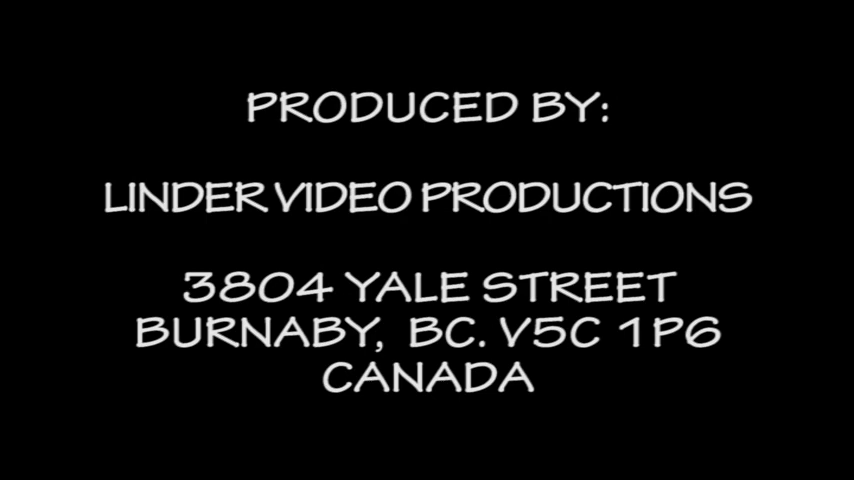 PRODUCED BY:
LINDER VIDEO PRODUCTIONS
3804 YALE STREET
BURNABY, BC. V5C 1P6
CANADA